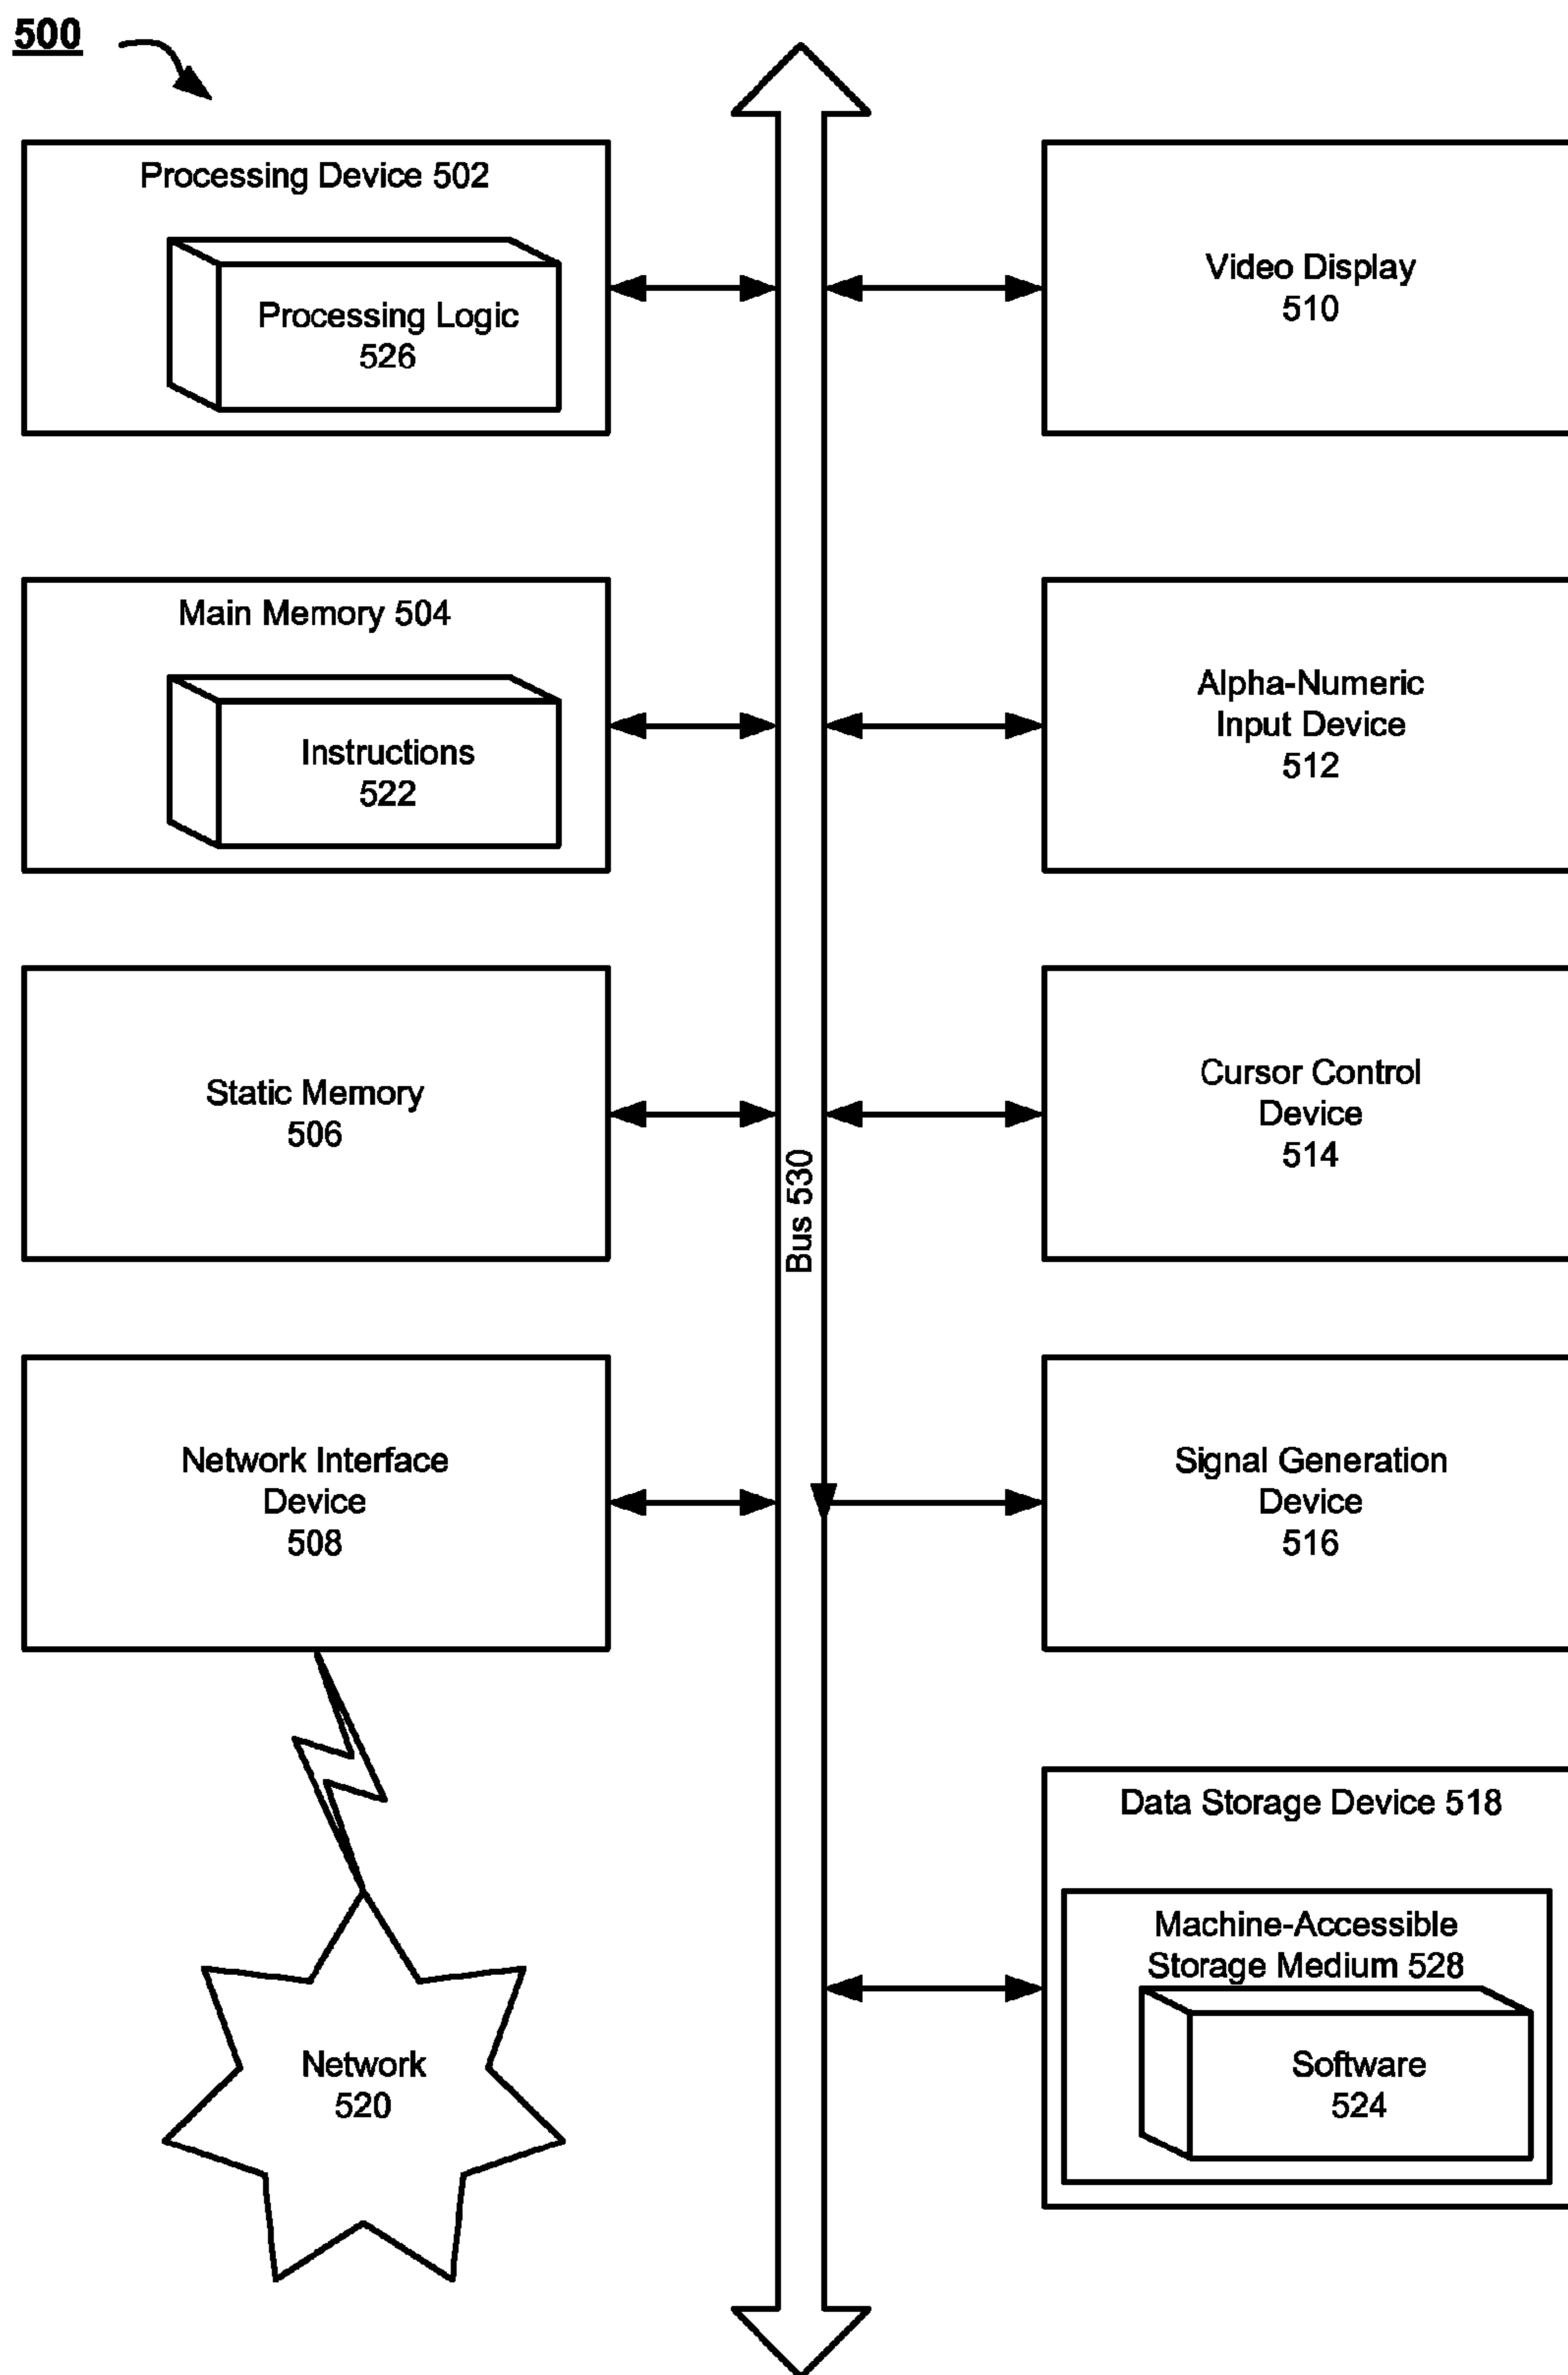 500
Processing Device 502
Processing Logic
526
Video Display
510
Main Memory 504
Instructions
522
Alpha-Numeric
Input Device
512
Static Memory
506
Cursor Control
Device
514
Bus 530
Network Interface
Device
508
Signal Generation
Device
516
Data Storage Device 518
Machine-Accessible
Storage Medium 528
Software
524
Network
520